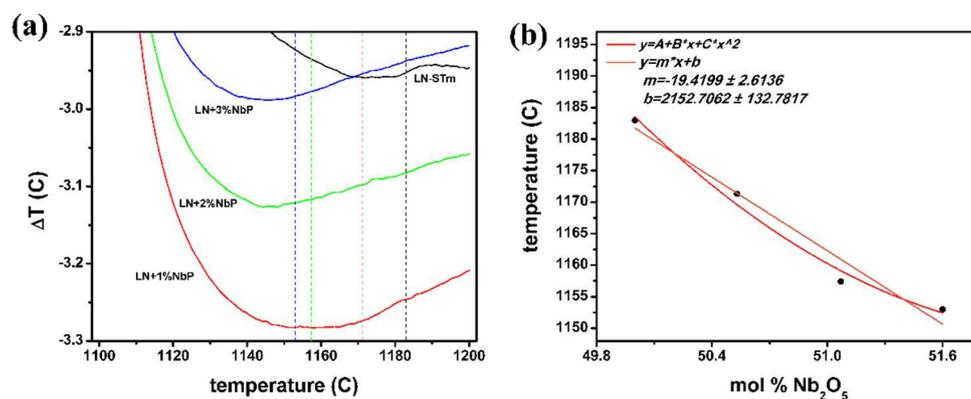 (a)
-2.9
-3.0
-3.1
-3.2
-3.3
ΔT (C)
LN-STm
LN+3%NbP
LN+2%NbP
LN+1%NbP
1100 1120 1140 1160 1180 1200
temperature (C)
(b)
1195
1190
1185
1180
1175
1170
1165
1160
1155
1150
temperature (C)
y=A+B*x+C*x^2
y=m*x+b
m=-19.4199 ± 2.6136
b=2152.7062 ± 132.7817
49.8 50.4 51.0 51.6
mol % Nb₂O₅